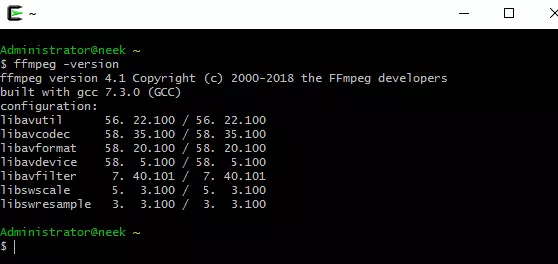 ~
Administrator@neek ~
$ ffmpeg -version
ffmpeg version 4.1 Copyright (c) 2000-2018 the FFmpeg developers
built with gcc 7.3.0 (GCC)
configuration:
libavutil      56. 22.100 / 56. 22.100
libavcodec     58. 35.100 / 58. 35.100
libavformat    58. 20.100 / 58. 20.100
libavdevice    58.  5.100 / 58.  5.100
libavfilter     7. 40.101 /  7. 40.101
libswscale      5.  3.100 /  5.  3.100
libswresample   3.  3.100 /  3.  3.100
Administrator@neek ~
$